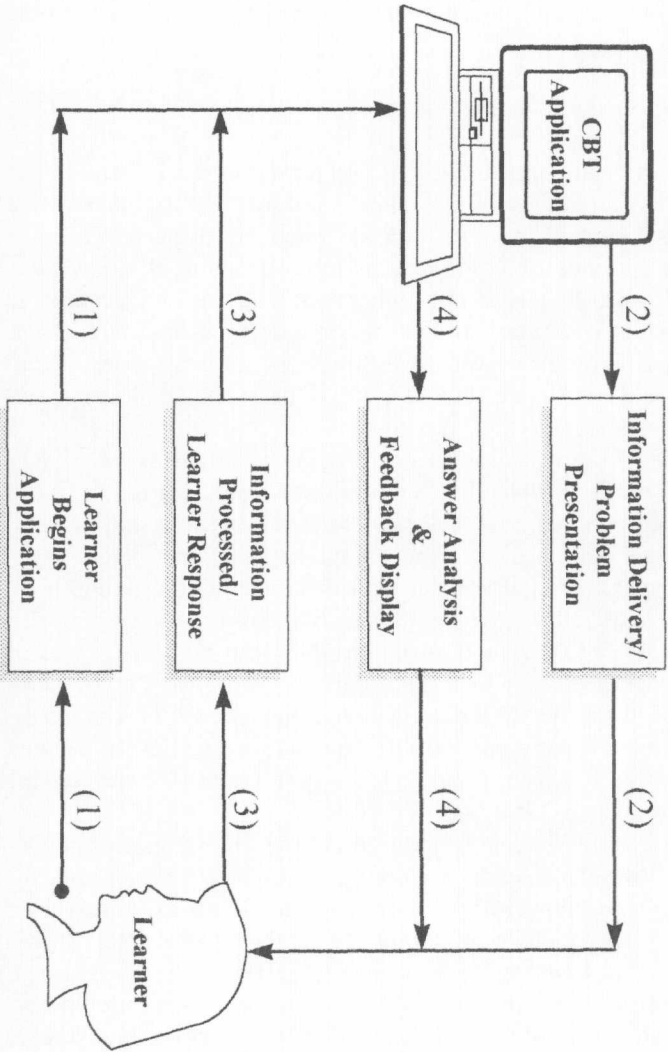 CBT
Application
(2)
Information Delivery/
Problem
Presentation
(2)
(4)
Answer Analysis
&
Feedback Display
(4)
(3)
Information
Processed/
Learner Response
(3)
(1)
Learner
Begins
Application
(1)
Learner